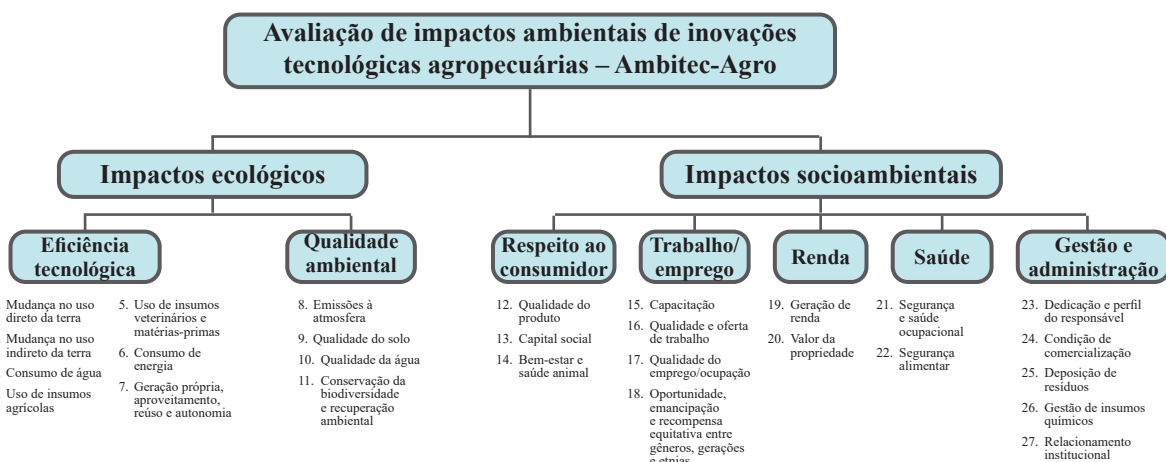 Avaliação de impactos ambientais de inovações
tecnológicas agropecuárias – Ambitec-Agro
Impactos ecológicos
Impactos socioambientais
Eficiência
tecnológica
Qualidade
ambiental
Respeito ao
consumidor
Trabalho/
emprego
Renda
Saúde
Gestão e
administração
Mudança no uso
direto da terra
Mudança no uso
indireto da terra
Consumo de água
Uso de insumos
agrícolas
5. Uso de insumos
veterinários e
matérias-primas
6. Consumo de
energia
7. Geração própria,
aproveitamento,
reúso e autonomia
8. Emissões à
atmosfera
9. Qualidade do solo
10. Qualidade da água
11. Conservação da
biodiversidade
e recuperação
ambiental
12. Qualidade do
produto
13. Capital social
14. Bem-estar e
saúde animal
15. Capacitação
16. Qualidade e oferta
de trabalho
17. Qualidade do
emprego/ocupação
18. Oportunidade,
emancipação
e recompensa
equitativa entre
gêneros, gerações
e etnias
19. Geração de
renda
20. Valor da
propriedade
21. Segurança
e saúde
ocupacional
22. Segurança
alimentar
23. Dedicação e perfil
do responsável
24. Condição de
comercialização
25. Deposição de
resíduos
26. Gestão de insumos
químicos
27. Relacionamento
institucional